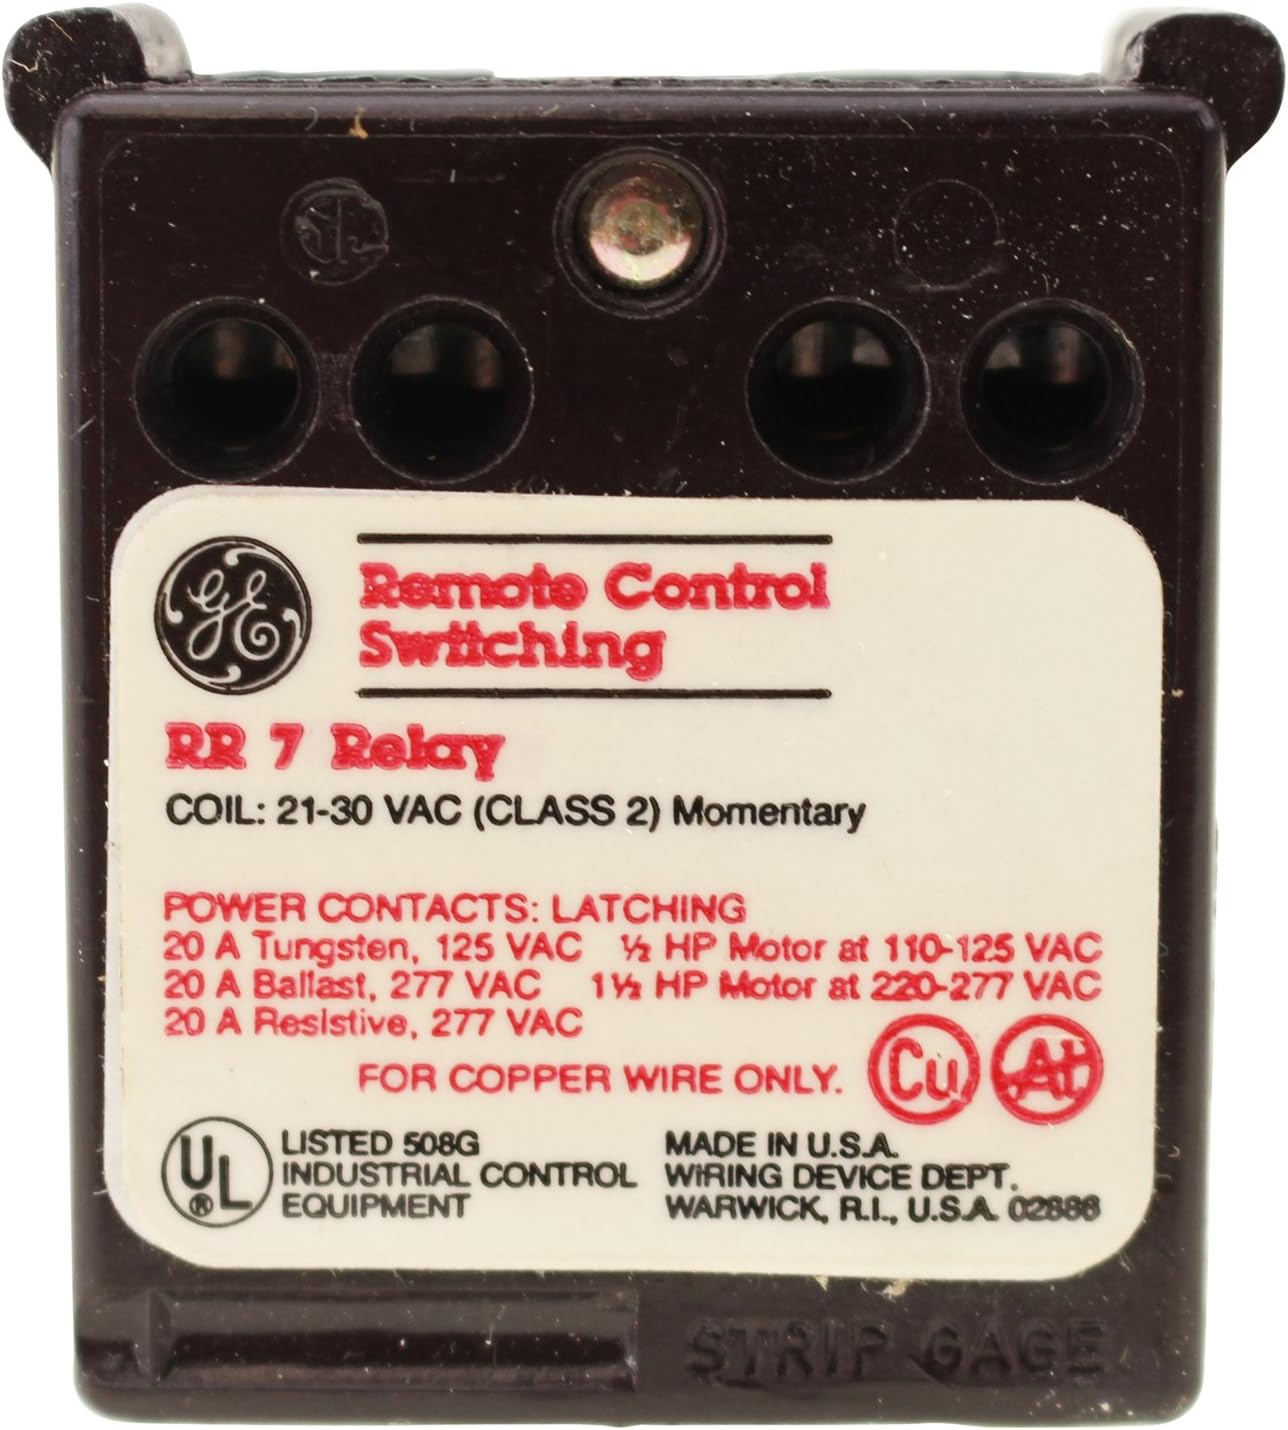 GE
Remote Control
Switching
RR 7 Relay
COIL: 21-30 VAC (CLASS 2) Momentary
POWER CONTACTS: LATCHING
20 A Tungsten, 125 VAC ½ HP Motor at 110-125 VAC
20 A Ballast, 277 VAC 1½ HP Motor at 220-277 VAC
20 A Resistive, 277 VAC
FOR COPPER WIRE ONLY. Cu
UL ®
LISTED 508G
INDUSTRIAL CONTROL
EQUIPMENT
MADE IN U.S.A.
WIRING DEVICE DEPT.
WARWICK, R.I., U.S.A. 02888
STRIP GAGE